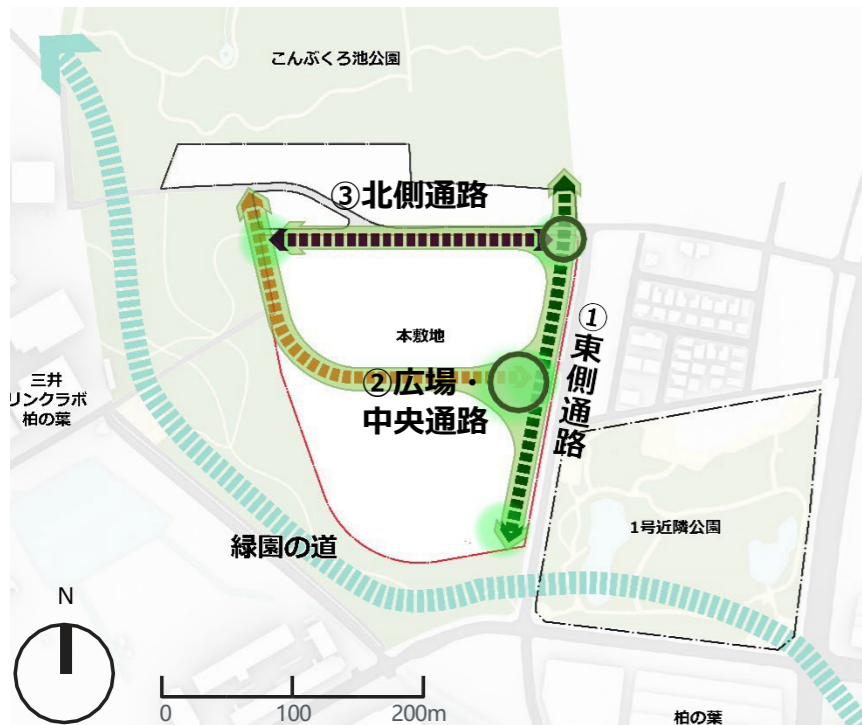 こんぶくろ池公園
③北側通路
①東側通路
本敷地
②広場・
中央通路
三井
リンクラボ
柏の葉
1号近隣公園
緑園の道
N
0 100 200m
柏の葉